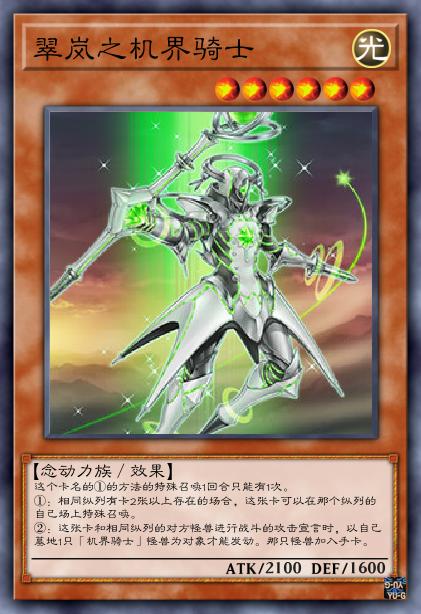 翠岚之机界骑士
光
【念动力族／效果】
这个卡名的①的方法的特殊召唤1回合只能有1次。
①：相同纵列有卡2张以上存在的场合，这张卡可以在那个纵列的
自己场上特殊召唤。
②：这张卡和相同纵列的对方怪兽进行战斗的攻击宣言时，以自己
墓地1只「机界骑士」怪兽为对象才能发动。那只怪兽加入手卡。
ATK/2100 DEF/1600